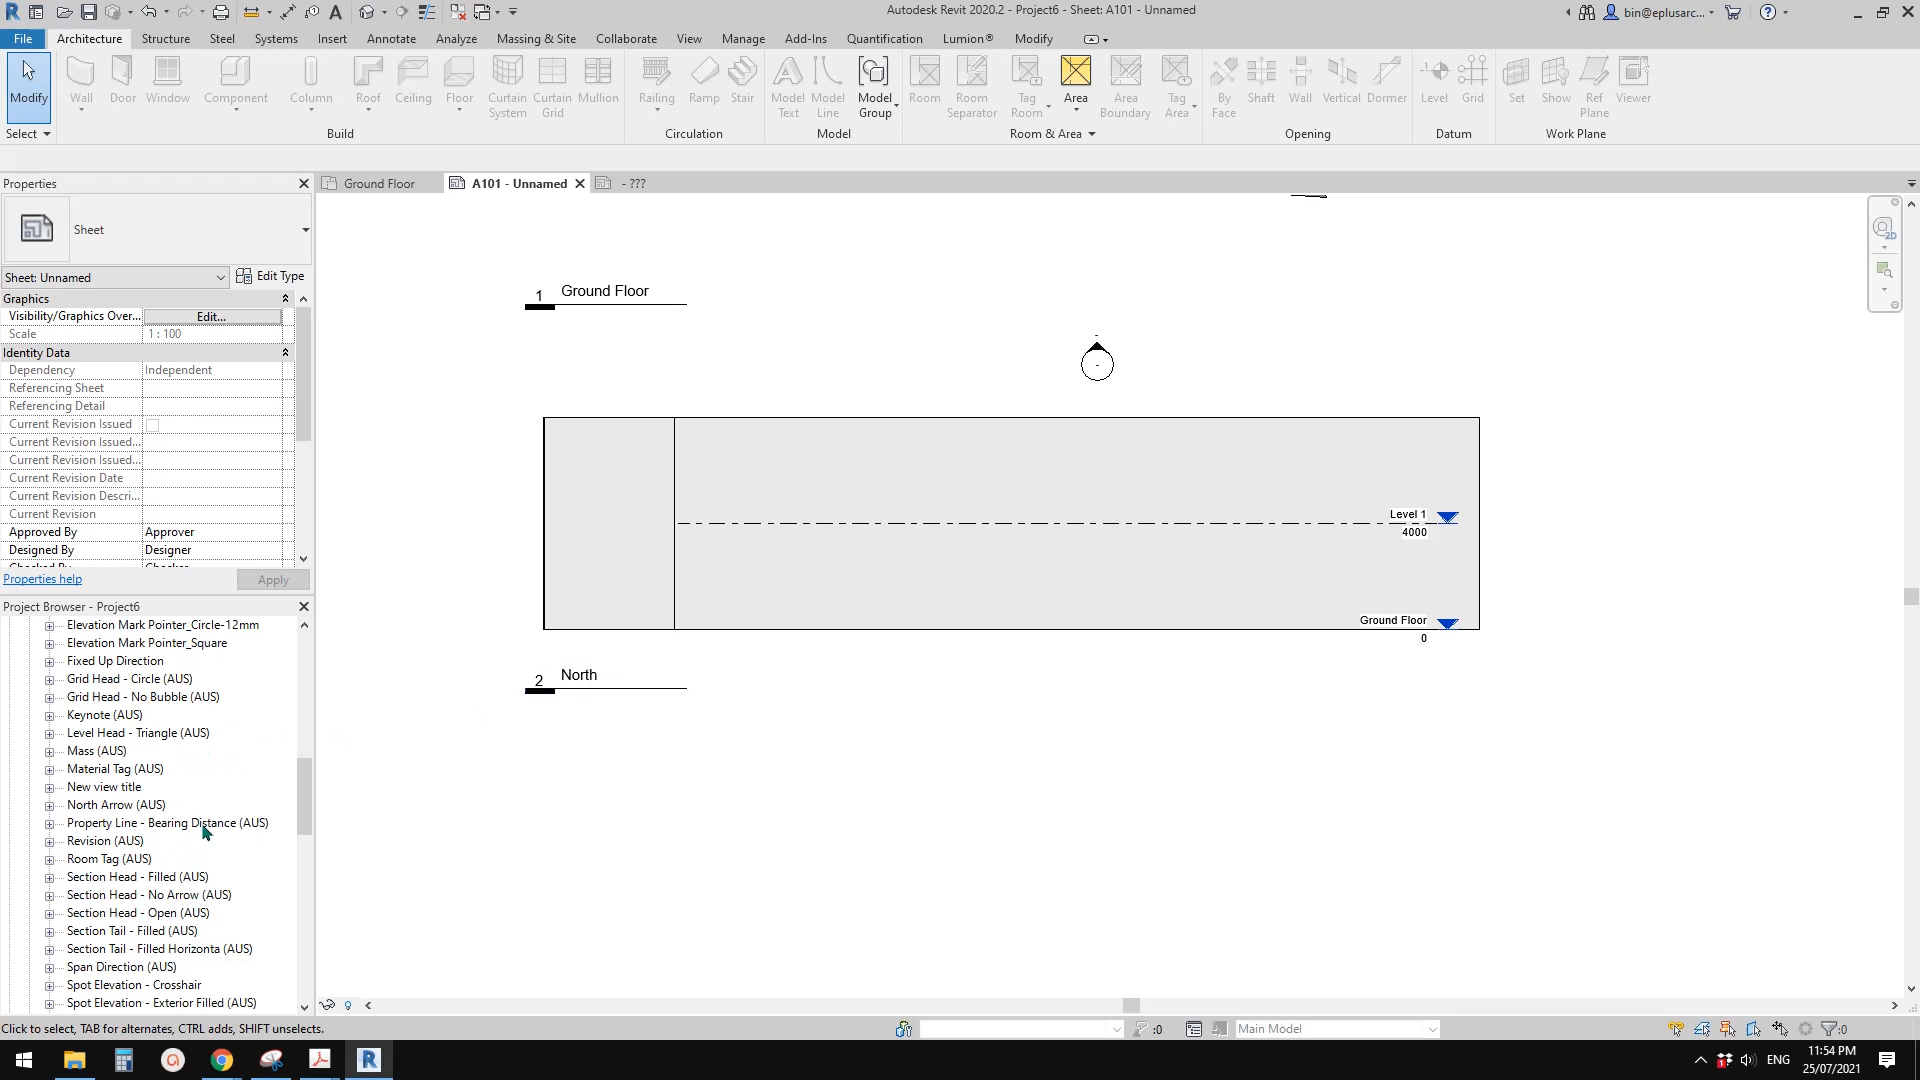 Autodesk Revit 2020.2 - Project6 - Sheet: A101 - Unnamed
bin@eplusarc...
File Architecture Structure Steel Systems Insert Annotate Analyze Massing & Site Collaborate View Manage Add-Ins Quantification Lumion® Modify
Modify Wall Door Window Component Column Roof Ceiling Floor Curtain System Curtain Grid Mullion Railing Ramp Stair Model Text Model Line Model Group Room Room Separator Tag Room Area Area Boundary Tag Area By Face Shaft Wall Vertical Dormer Level Grid Set Show Ref Plane Viewer
Select Build Circulation Model Room & Area Opening Datum Work Plane
Properties
Ground Floor A101 - Unnamed - ???
Sheet
Sheet: Unnamed Edit Type
Graphics
Visibility/Graphics Over... Edit...
Scale 1 : 100
Identity Data
Dependency Independent
Referencing Sheet
Referencing Detail
Current Revision Issued
Current Revision Issued...
Current Revision Issued...
Current Revision Date
Current Revision Descri...
Current Revision
Approved By Approver
Designed By Designer
Checked By Checker
Properties help Apply
Project Browser - Project6
Elevation Mark Pointer_Circle-12mm
Elevation Mark Pointer_Square
Fixed Up Direction
Grid Head - Circle (AUS)
Grid Head - No Bubble (AUS)
Keynote (AUS)
Level Head - Triangle (AUS)
Mass (AUS)
Material Tag (AUS)
New view title
North Arrow (AUS)
Property Line - Bearing Distance (AUS)
Revision (AUS)
Room Tag (AUS)
Section Head - Filled (AUS)
Section Head - No Arrow (AUS)
Section Head - Open (AUS)
Section Tail - Filled (AUS)
Section Tail - Filled Horizonta (AUS)
Span Direction (AUS)
Spot Elevation - Crosshair
Spot Elevation - Exterior Filled (AUS)
1 Ground Floor
-
-
Level 1
4000
Ground Floor
0
2 North
2D
Click to select, TAB for alternates, CTRL adds, SHIFT unselects.
:0 Main Model :0
ENG
11:54 PM
25/07/2021